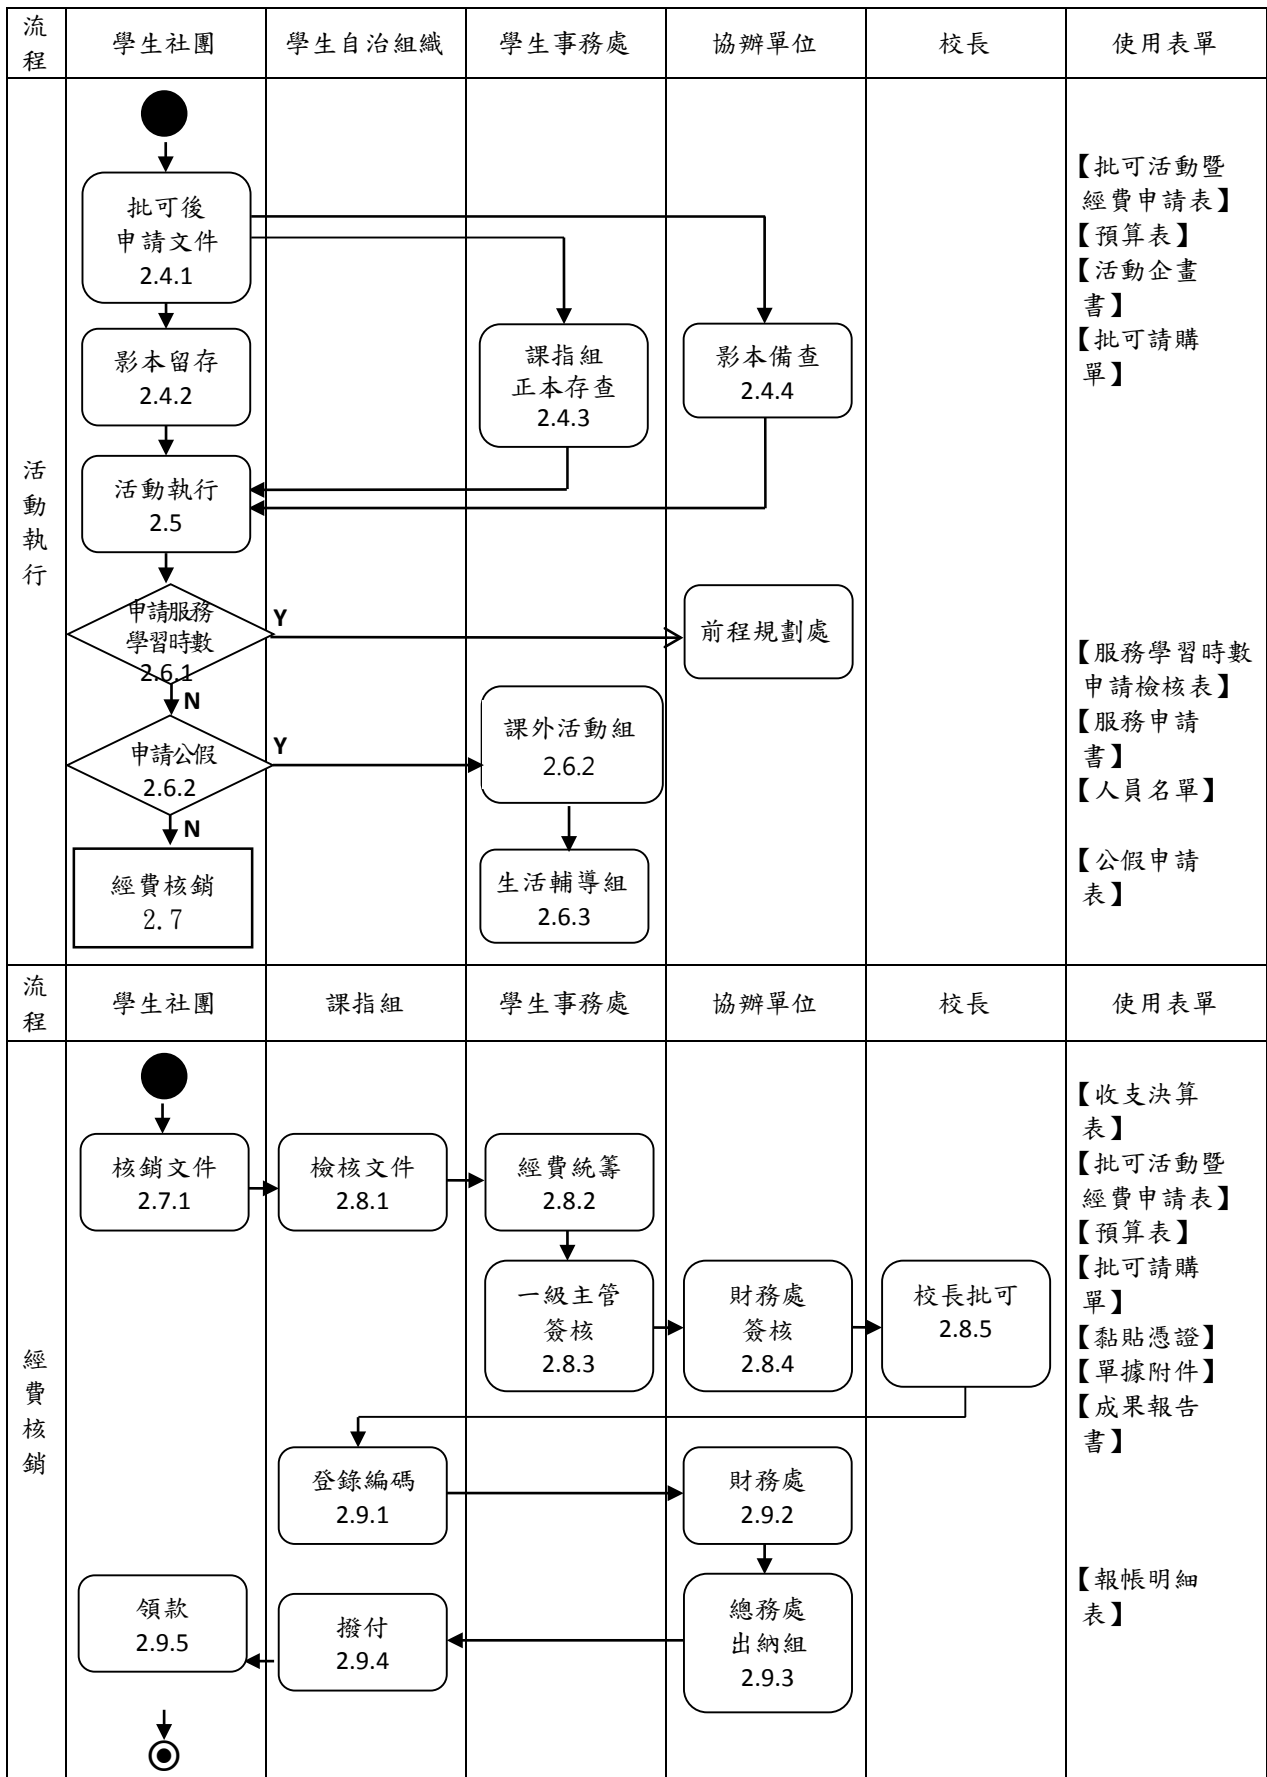 流程
學生社團
學生自治組織
學生事務處
協辦單位
校長
使用表單
活動執行
批可後
申請文件
2.4.1
影本留存
2.4.2
課指組
正本存查
2.4.3
影本備查
2.4.4
活動執行
2.5
申請服務
學習時數
2.6.1
Y
前程規劃處
N
申請公假
2.6.2
Y
課外活動組
2.6.2
N
生活輔導組
2.6.3
經費核銷
2.7
【批可活動暨
經費申請表】
【預算表】
【活動企畫
書】
【批可請購
單】
【服務學習時數
申請檢核表】
【服務申請
書】
【人員名單】
【公假申請
表】
流程
學生社團
課指組
學生事務處
協辦單位
校長
使用表單
經費核銷
核銷文件
2.7.1
檢核文件
2.8.1
經費統籌
2.8.2
一級主管
簽核
2.8.3
財務處
簽核
2.8.4
校長批可
2.8.5
登錄編碼
2.9.1
財務處
2.9.2
總務處
出納組
2.9.3
撥付
2.9.4
領款
2.9.5
【收支決算
表】
【批可活動暨
經費申請表】
【預算表】
【批可請購
單】
【黏貼憑證】
【單據附件】
【成果報告
書】
【報帳明細
表】